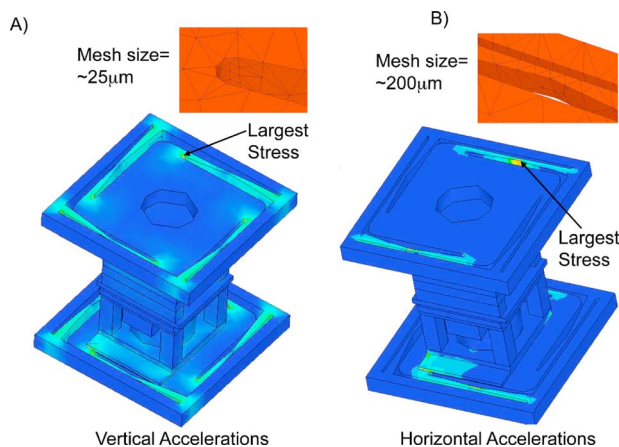 A)
Mesh size=
~25μm
Largest
Stress
Vertical Accelerations
B)
Mesh size=
~200μm
Largest
Stress
Horizontal Accelerations